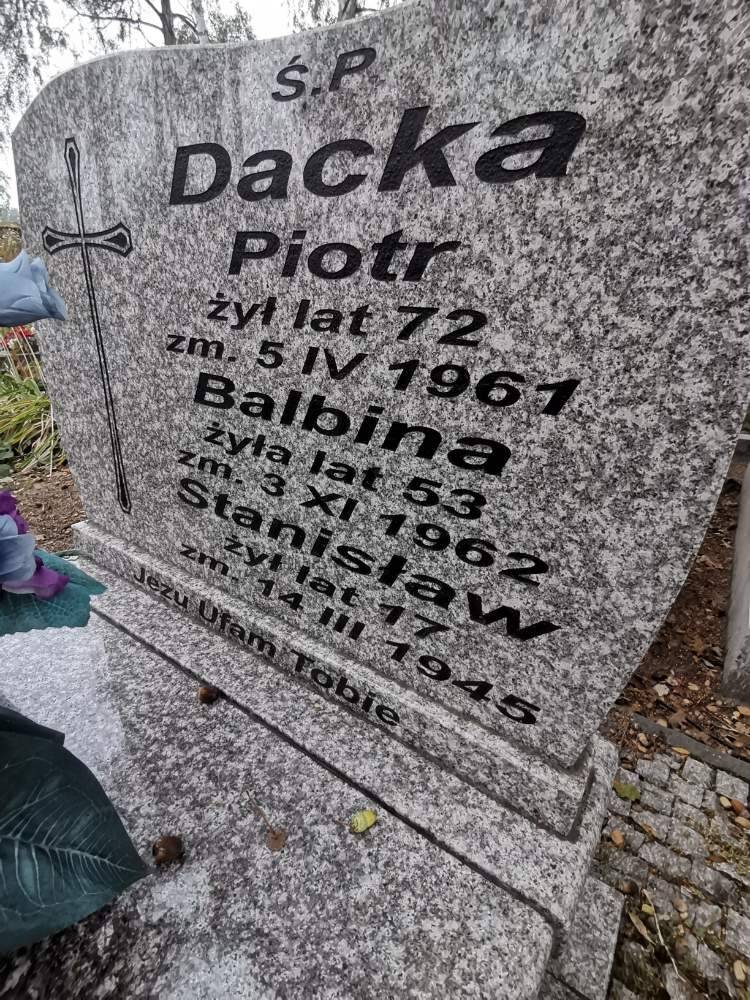 Ś.P
Dacka
Piotr
żył lat 72
zm. 5 IV 1961
Balbina
żyła lat 53
zm. 3 XI 1962
Stanisław
żył lat 17
zm. 14 III 1945
Jezu Ufam Tobie